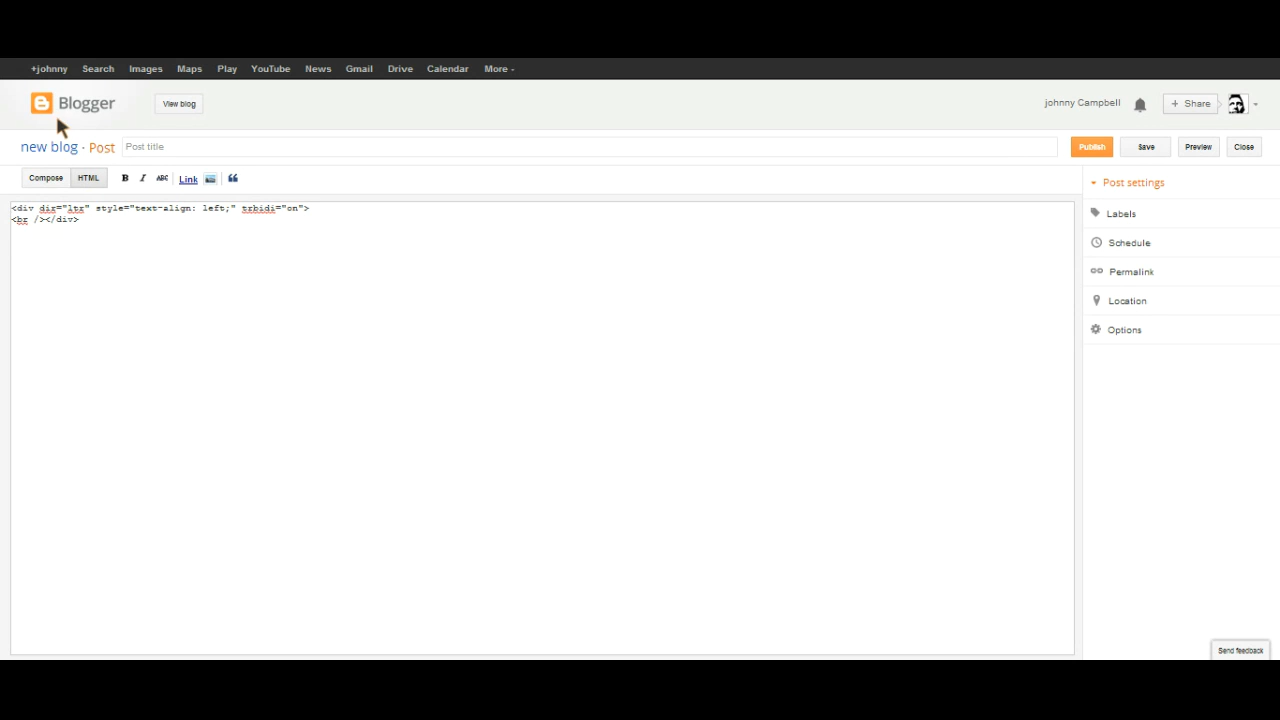 +johnny Search Images Maps Play YouTube News Gmail Drive Calendar More
Blogger View blog johnny Campbell + Share
new blog · Post Post title Publish Save Preview Close
Compose HTML B I ABC Link “
Post settings
<div dir="ltr" style="text-align: left;" trbidi="on">
<br /></div>
Labels
Schedule
Permalink
Location
Options
Send feedback